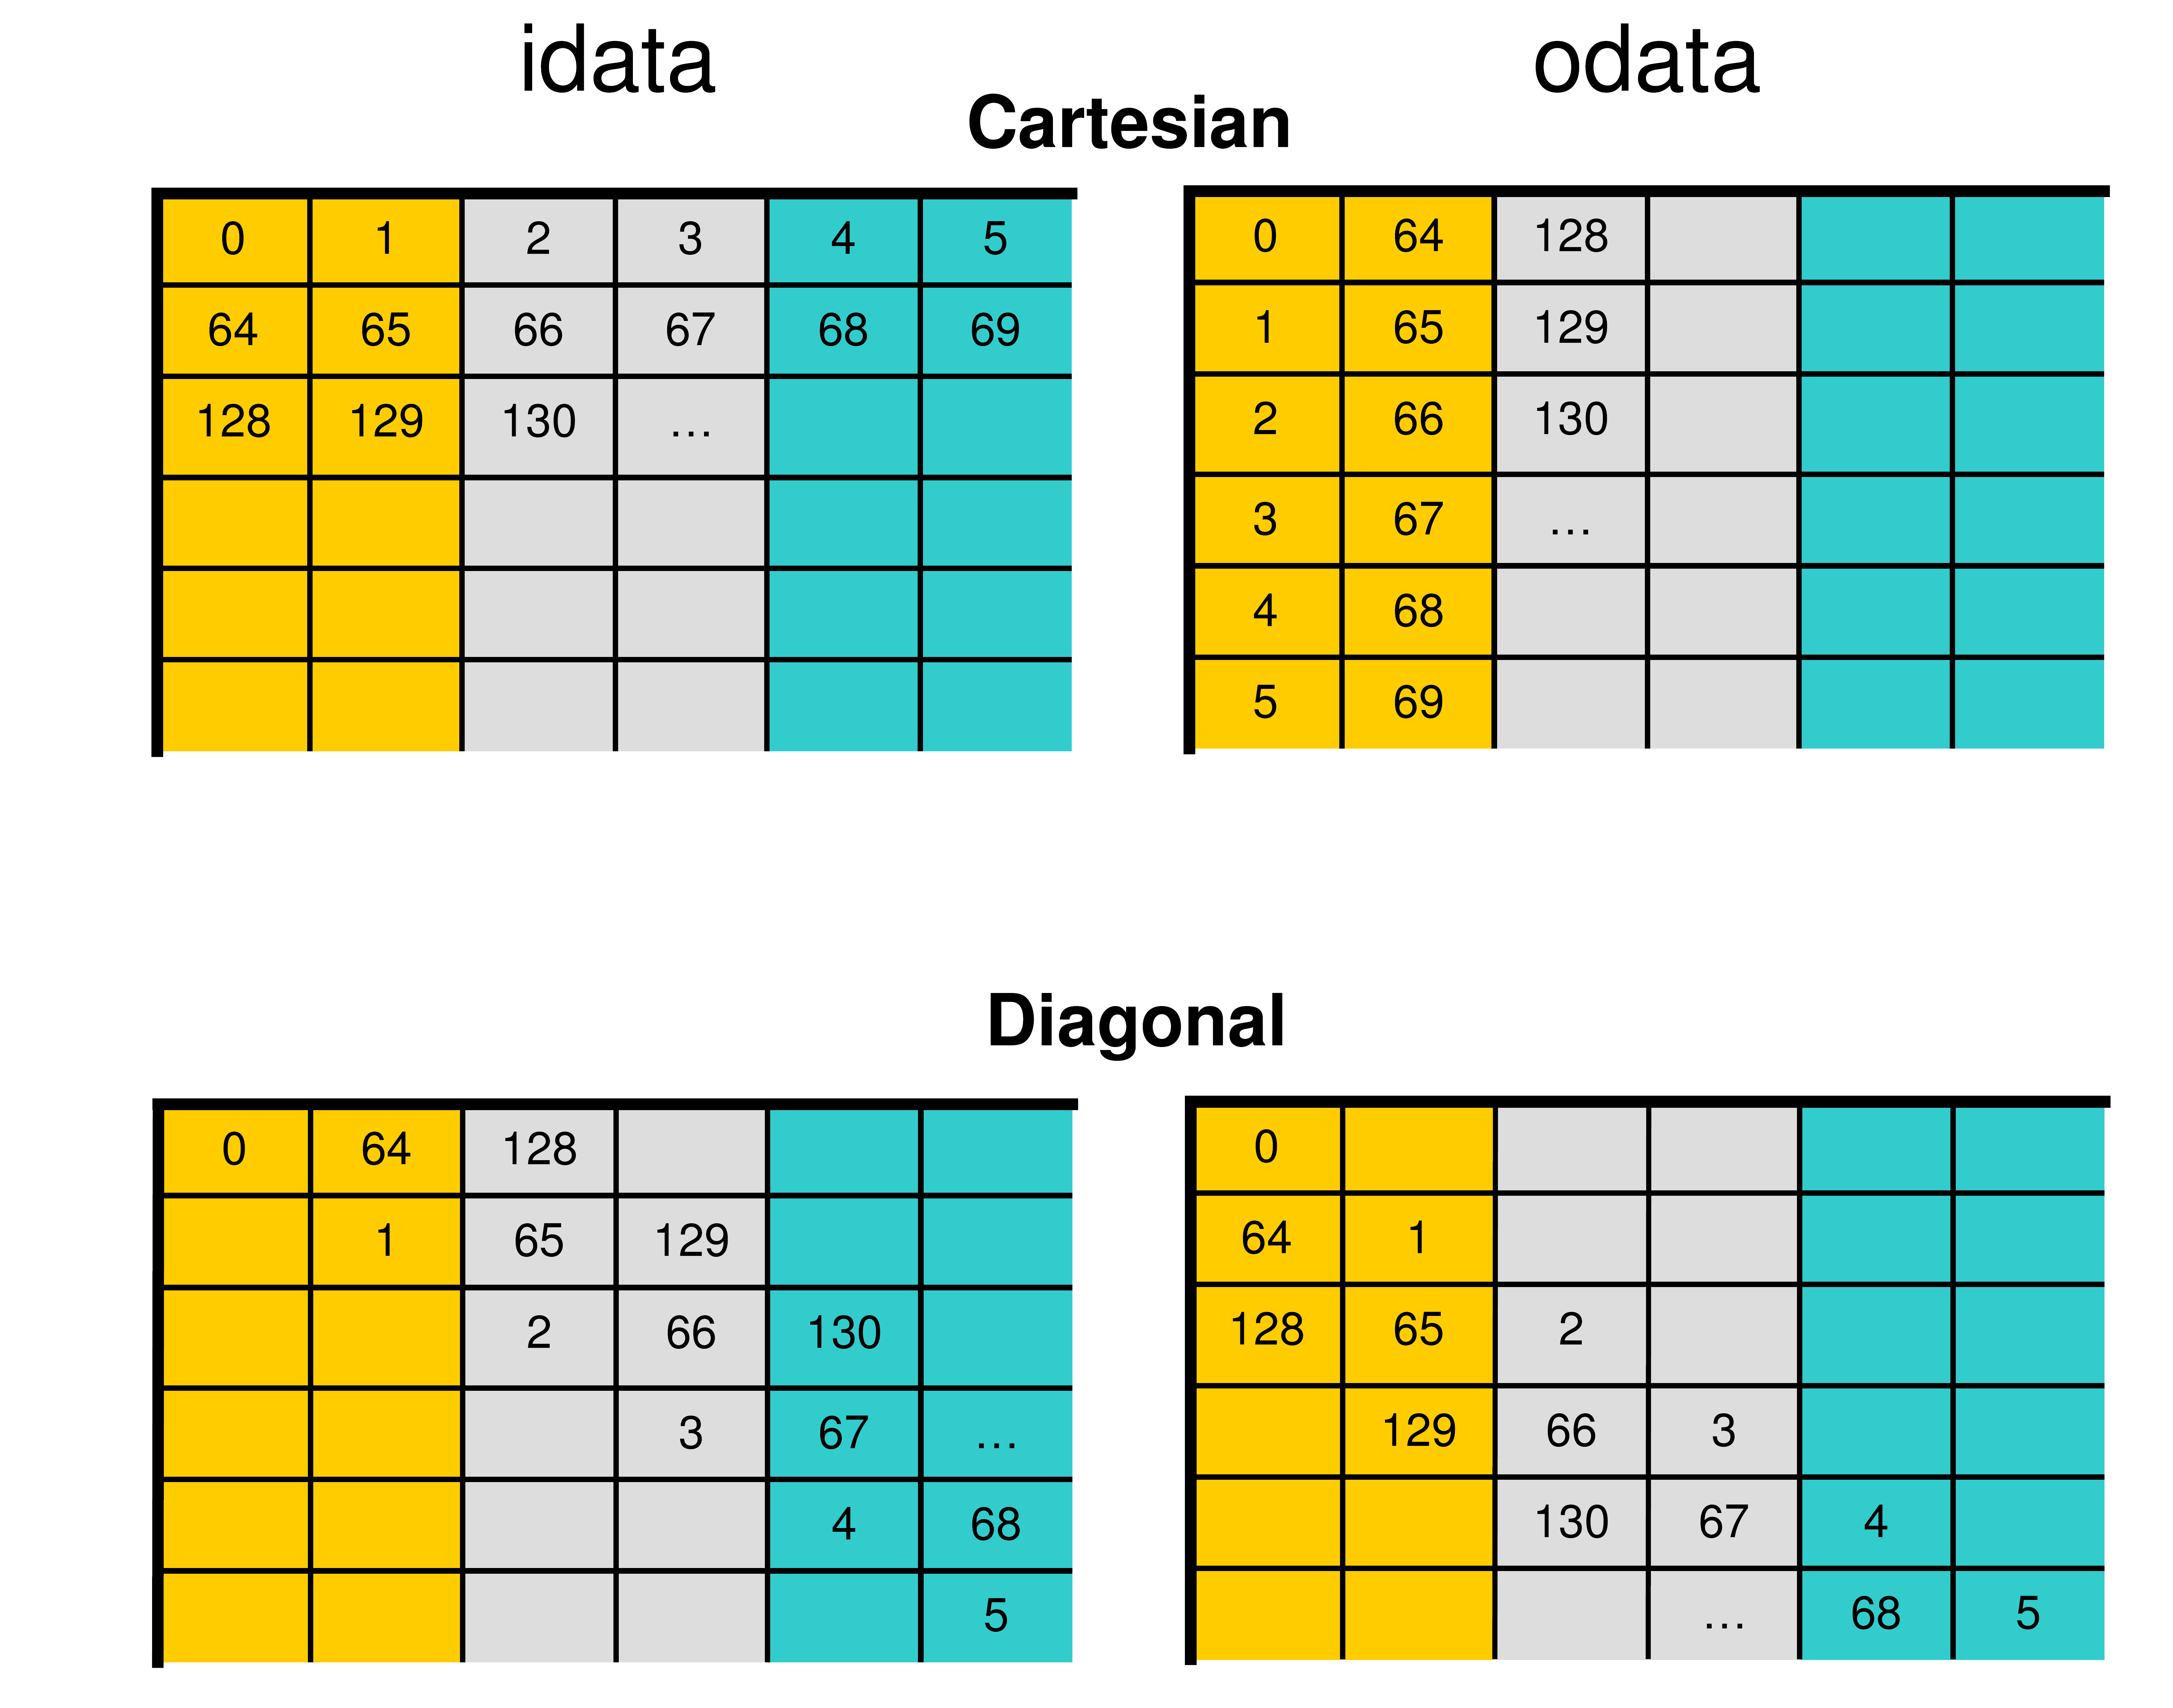 idata odata
Cartesian
0 1 2 3 4 5
64 65 66 67 68 69
128 129 130 ...
0 64 128
1 65 129
2 66 130
3 67 ...
4 68
5 69
Diagonal
0 64 128
1 65 129
2 66 130
3 67 ...
4 68
5
0
64 1
128 65 2
129 66 3
130 67 4
... 68 5